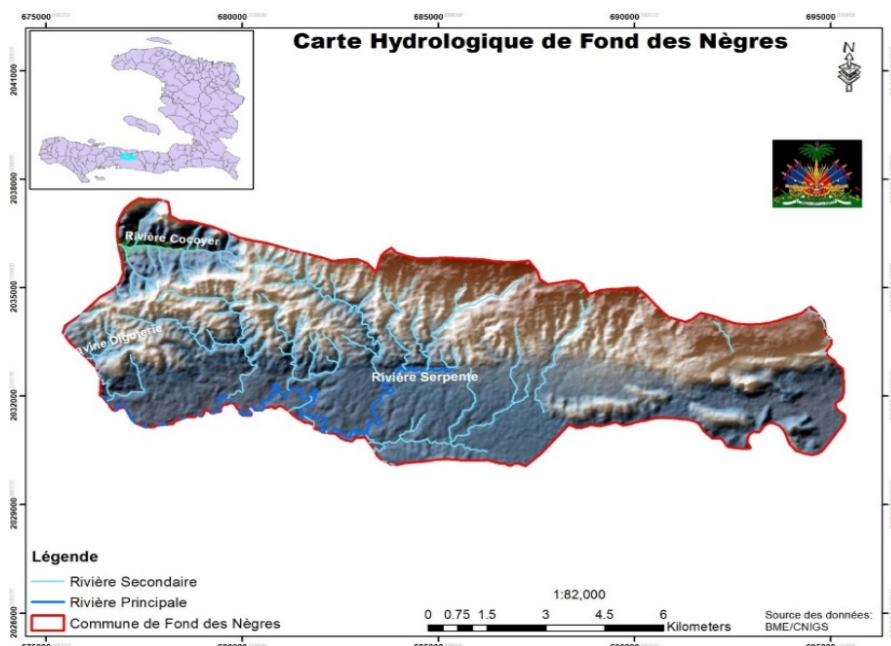 675000 680000 685000 690000 695000
Carte Hydrologique de Fond des Nègres
N
2041000
2038000
2035000
2032000
2029000
2026000
Rivière Cocoyer
Rivière Serpente
Légende
Rivière Secondaire
Rivière Principale
Commune de Fond des Nègres
1:82,000
0 0.75 1.5 3 4.5 6
Kilometers
Source des données:
BME/CNIGS